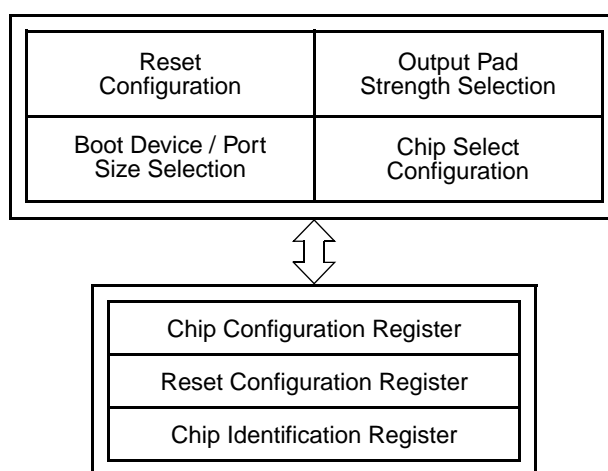 Reset
Configuration
Output Pad
Strength Selection
Boot Device / Port
Size Selection
Chip Select
Configuration
Chip Configuration Register
Reset Configuration Register
Chip Identification Register